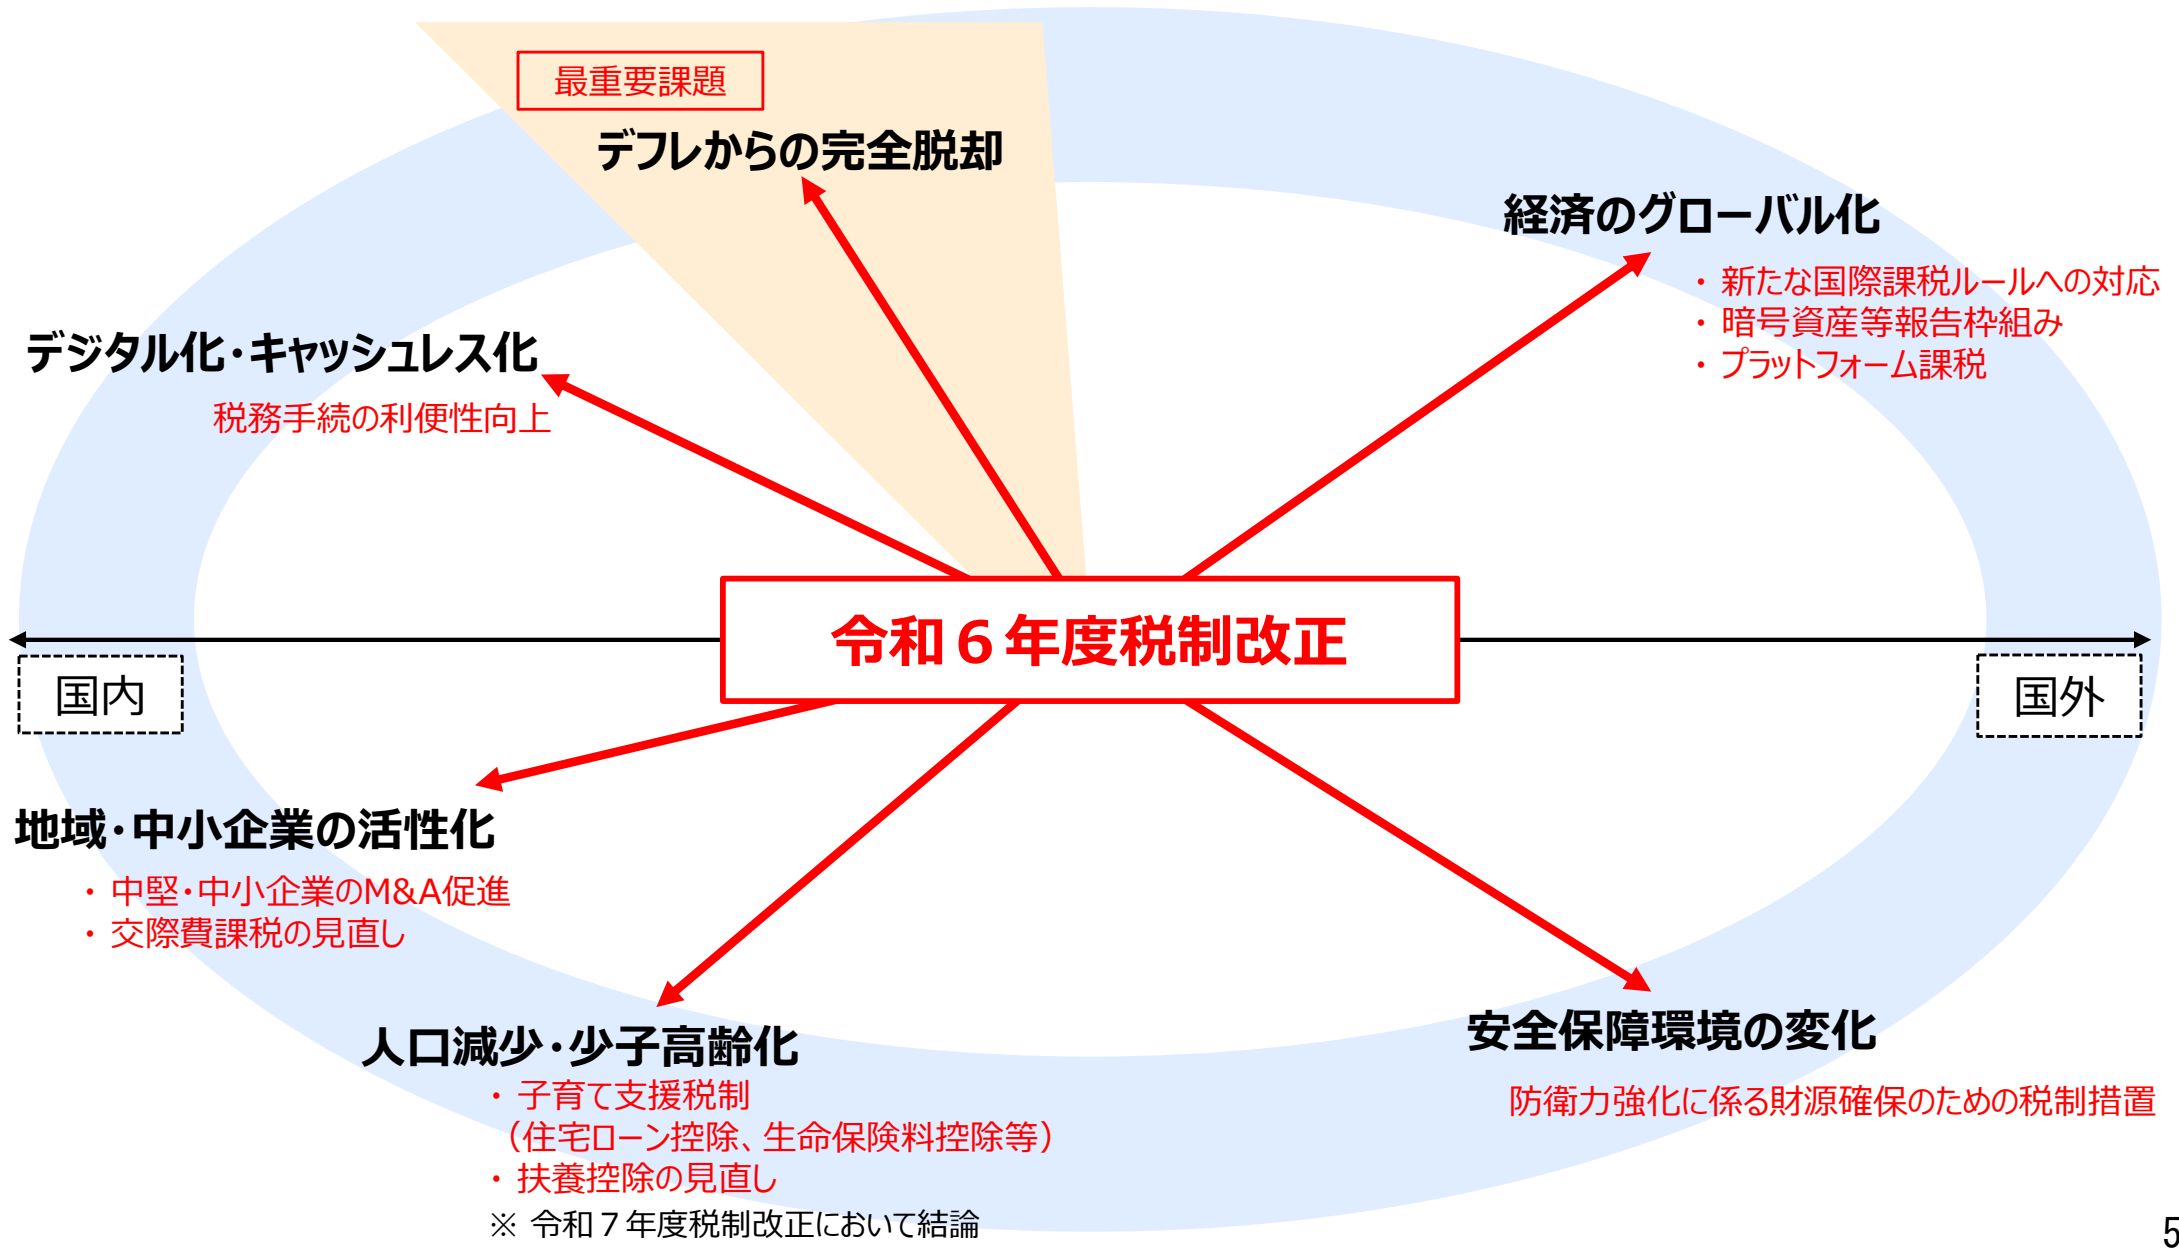 最重要課題
デフレからの完全脱却
経済のグローバル化
・ 新たな国際課税ルールへの対応
・ 暗号資産等報告枠組み
・ プラットフォーム課税
デジタル化・キャッシュレス化
税務手続の利便性向上
令和６年度税制改正
国内
国外
地域・中小企業の活性化
・ 中堅・中小企業のM&A促進
・ 交際費課税の見直し
人口減少・少子高齢化
・ 子育て支援税制
（住宅ローン控除、生命保険料控除等）
・ 扶養控除の見直し
※ 令和７年度税制改正において結論
安全保障環境の変化
防衛力強化に係る財源確保のための税制措置
5